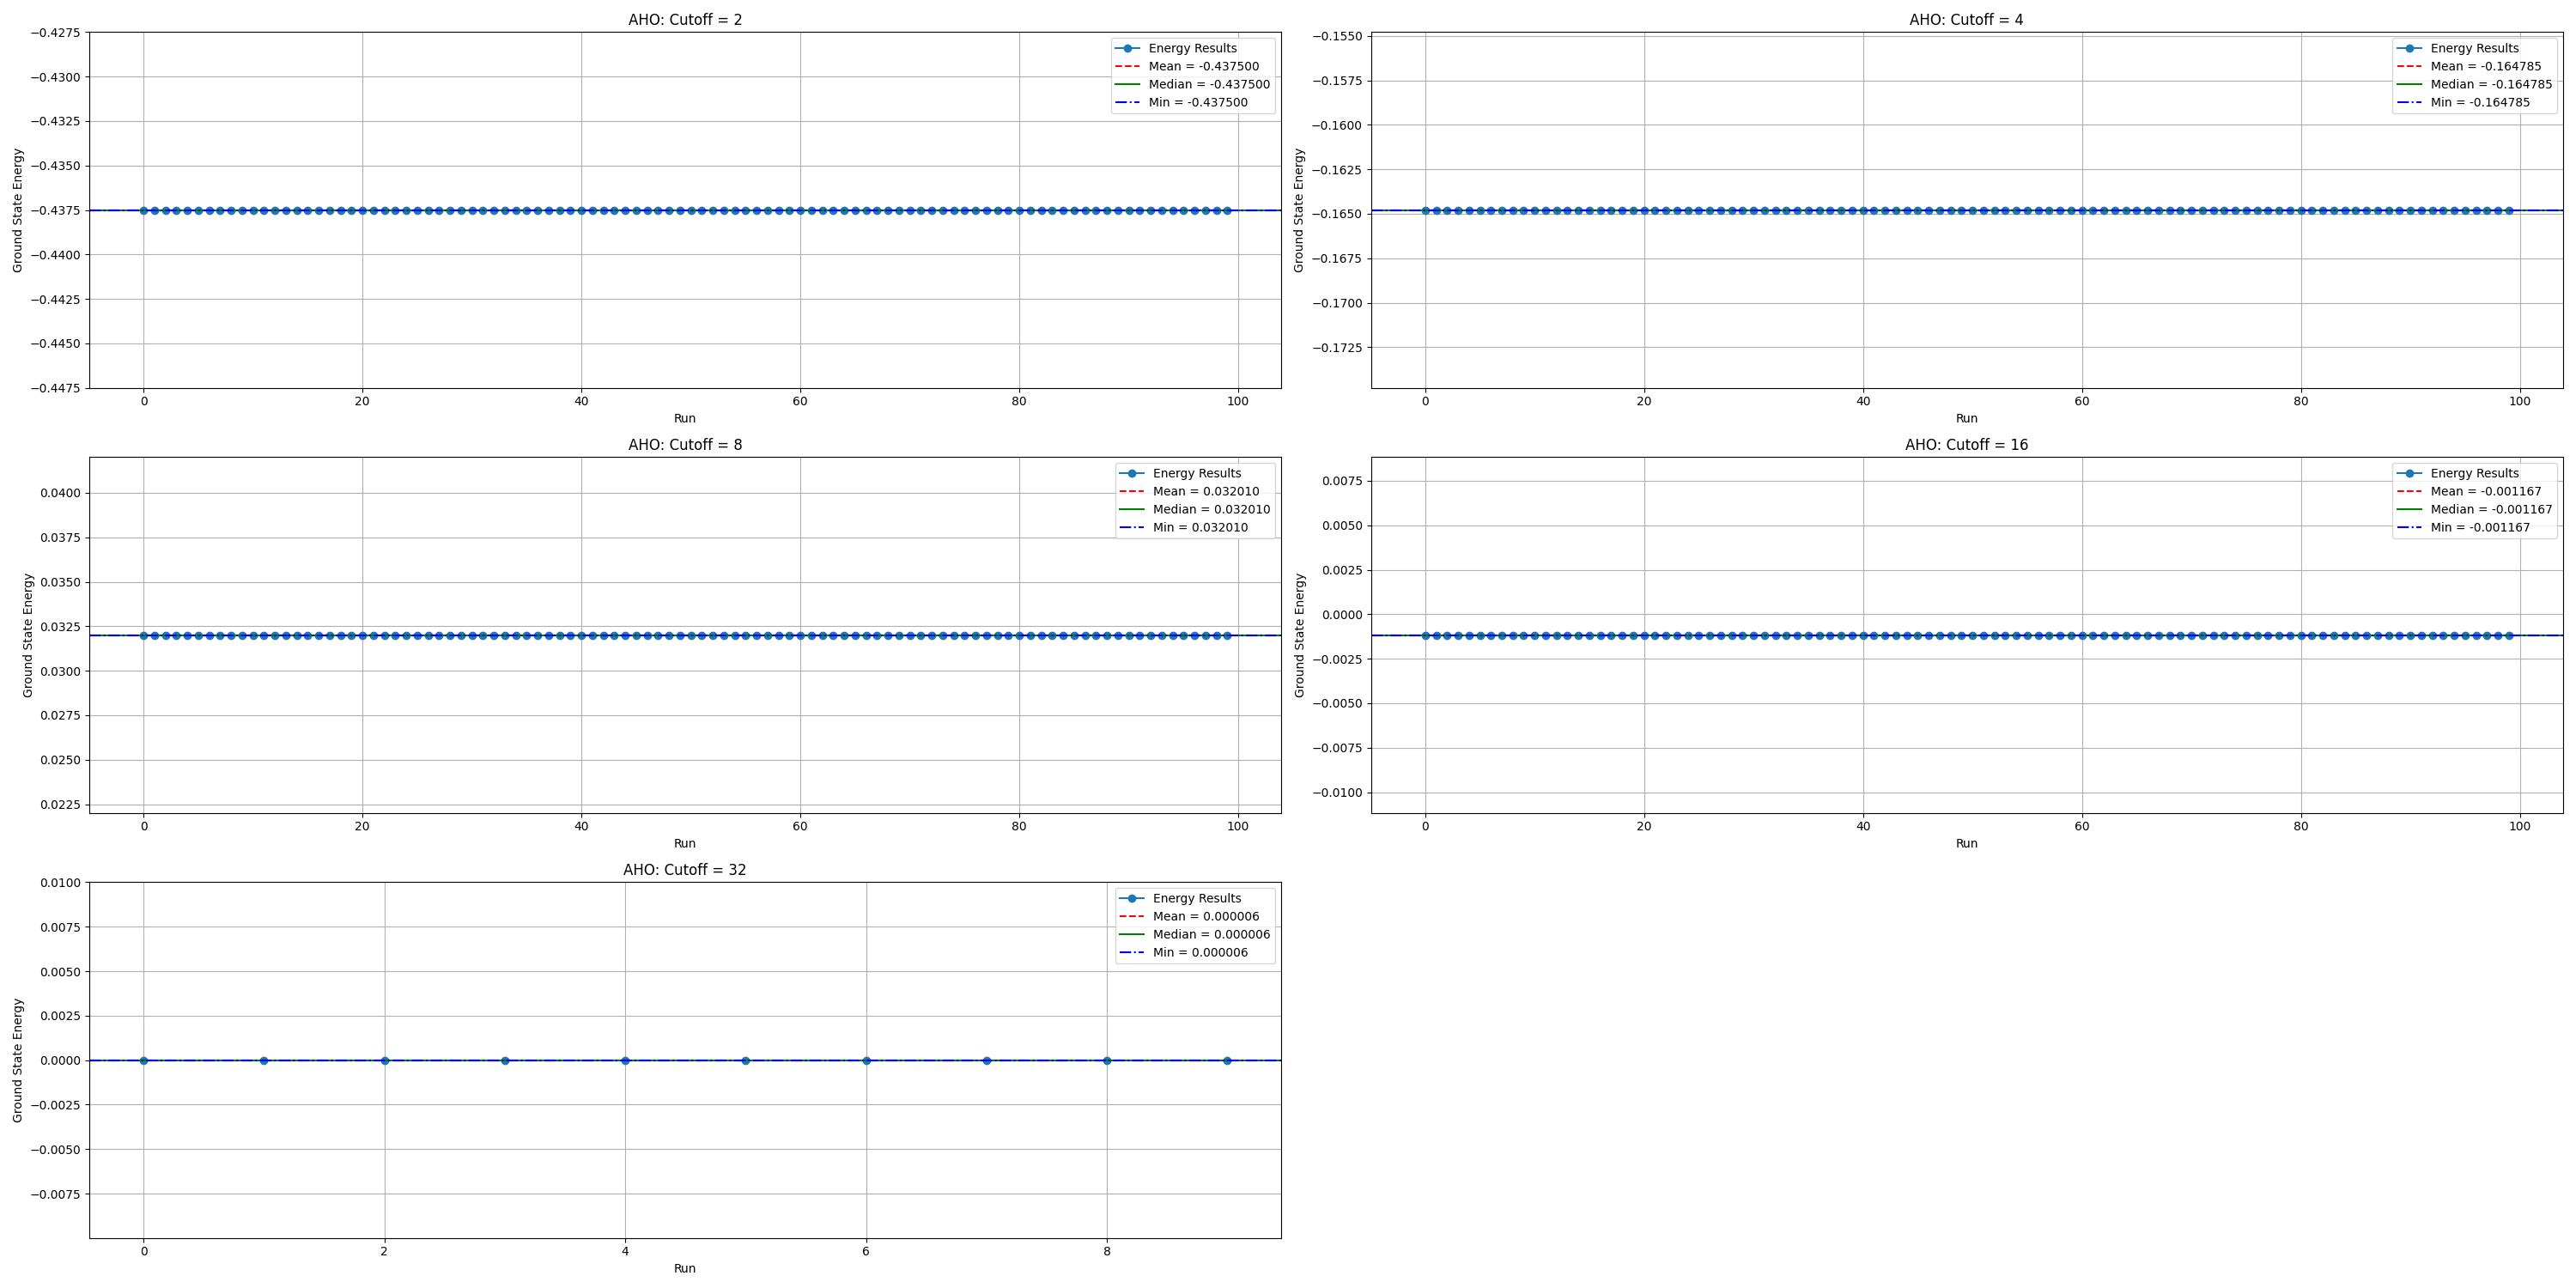 AHO: Cutoff = 2
Ground State Energy
−0.4275
−0.4300
−0.4325
−0.4350
−0.4375
−0.4400
−0.4425
−0.4450
−0.4475
Energy Results
Mean = -0.437500
Median = -0.437500
Min = -0.437500
0 20 40 60 80 100
Run
AHO: Cutoff = 4
Ground State Energy
−0.1550
−0.1575
−0.1600
−0.1625
−0.1650
−0.1675
−0.1700
−0.1725
Energy Results
Mean = -0.164785
Median = -0.164785
Min = -0.164785
0 20 40 60 80 100
Run
AHO: Cutoff = 8
Ground State Energy
0.0400
0.0375
0.0350
0.0325
0.0300
0.0275
0.0250
0.0225
Energy Results
Mean = 0.032010
Median = 0.032010
Min = 0.032010
0 20 40 60 80 100
Run
AHO: Cutoff = 16
Ground State Energy
0.0075
0.0050
0.0025
0.0000
−0.0025
−0.0050
−0.0075
−0.0100
Energy Results
Mean = -0.001167
Median = -0.001167
Min = -0.001167
0 20 40 60 80 100
Run
AHO: Cutoff = 32
Ground State Energy
0.0100
0.0075
0.0050
0.0025
0.0000
−0.0025
−0.0050
−0.0075
Energy Results
Mean = 0.000006
Median = 0.000006
Min = 0.000006
0 2 4 6 8
Run